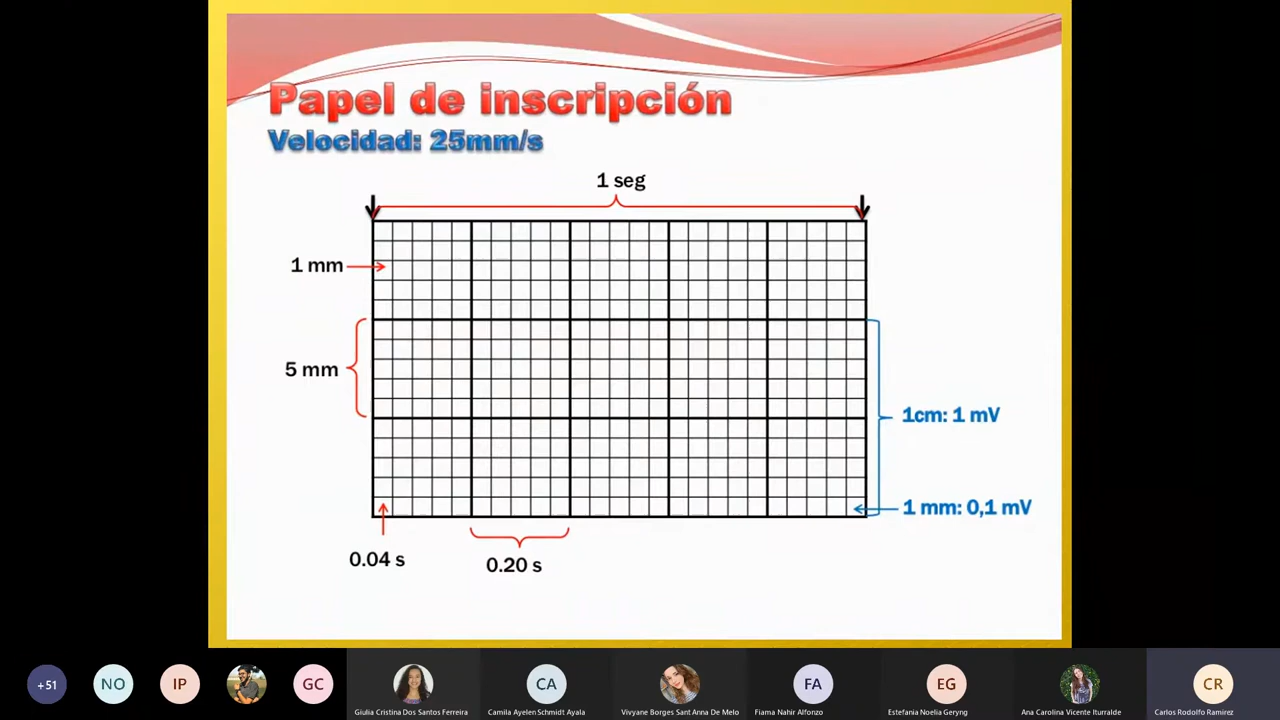 Papel de inscripción
Velocidad: 25mm/s
1 seg
1 mm
5 mm
1cm: 1 mV
1 mm: 0,1 mV
0.04 s
0.20 s
+51
NO
IP
GC
CA
FA
EG
CR
Giulia Cristina Dos Santos Ferreira
Camila Ayelen Schmidt Ayala
Vivyane Borges Sant Anna De Melo
Fiama Nahir Alfonzo
Estefania Noelia Geryng
Ana Carolina Vicente Iturralde
Carlos Rodolfo Ramirez